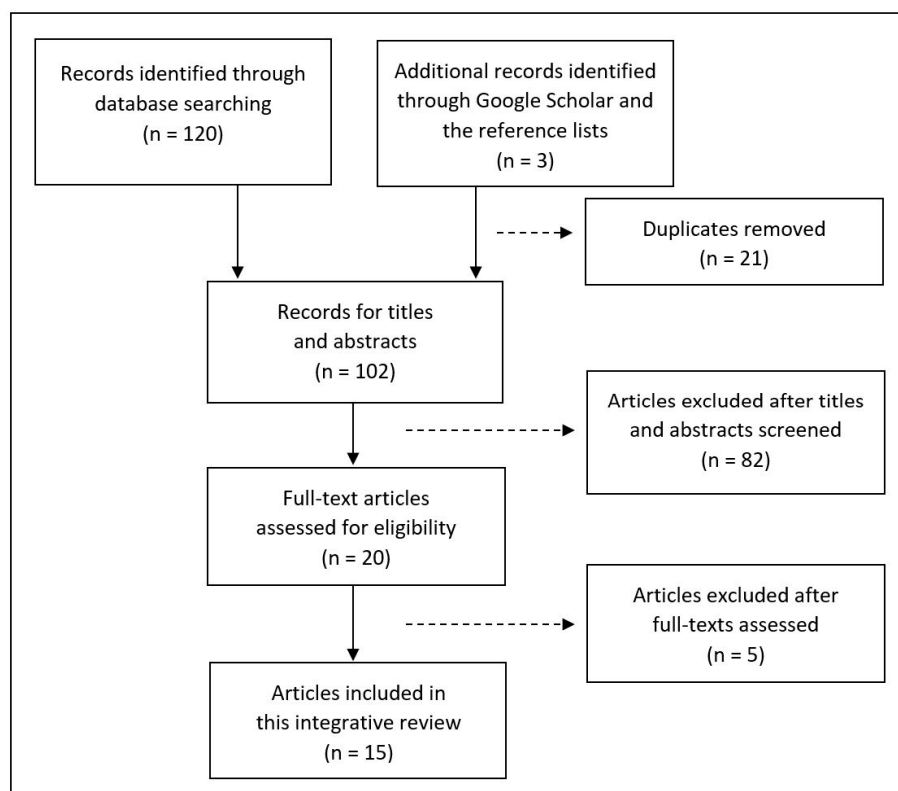 Records identified through
database searching
(n = 120)
Additional records identified
through Google Scholar and
the reference lists
(n = 3)
Duplicates removed
(n = 21)
Records for titles
and abstracts
(n = 102)
Articles excluded after titles
and abstracts screened
(n = 82)
Full-text articles
assessed for eligibility
(n = 20)
Articles excluded after
full-texts assessed
(n = 5)
Articles included in
this integrative review
(n = 15)